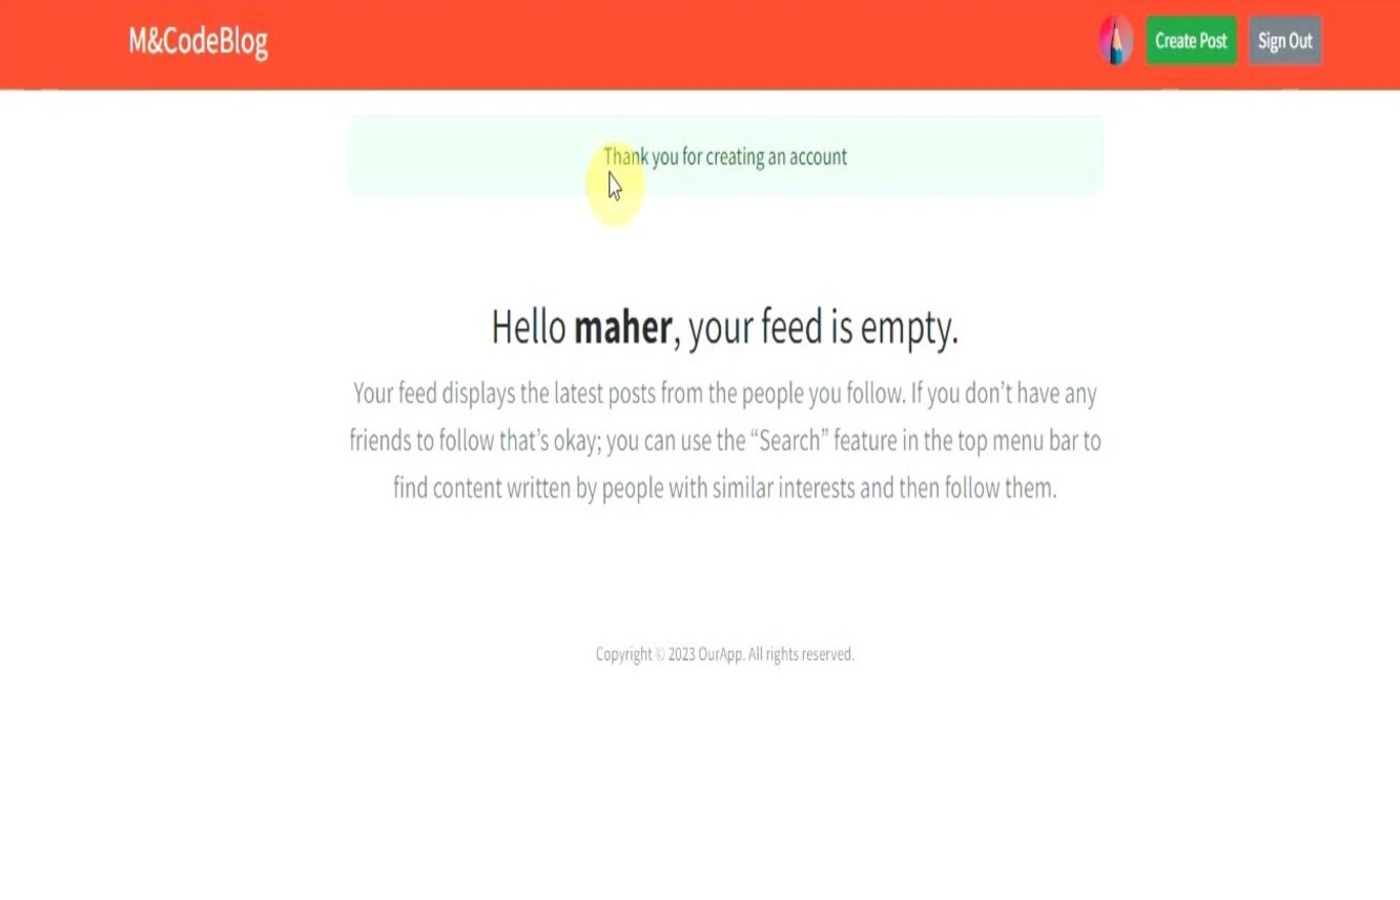 M&CodeBlog
Create Post
Sign Out
Thank you for creating an account
Hello maher, your feed is empty.
Your feed displays the latest posts from the people you follow. If you don’t have any
friends to follow that’s okay; you can use the “Search” feature in the top menu bar to
find content written by people with similar interests and then follow them.
Copyright © 2023 OurApp. All rights reserved.